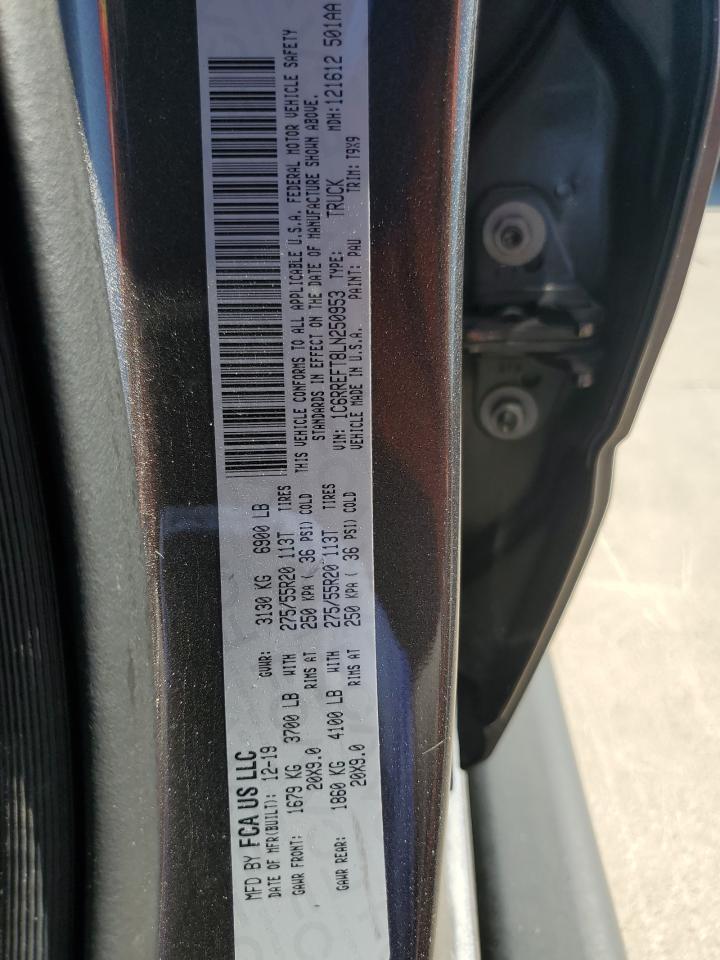 MFD BY FCA US LLC
DATE OF MFR(BUILT): 12-19 GVWR: 3130 KG 6900 LB
GAWR FRONT: 1679 KG 3700 LB WITH 275/55R20 113T TIRES
20X9.0 RIMS AT 250 KPA ( 36 PSI) COLD
GAWR REAR: 1860 KG 4100 LB WITH 275/55R20 113T TIRES
20X9.0 RIMS AT 250 KPA ( 36 PSI) COLD
THIS VEHICLE CONFORMS TO ALL APPLICABLE U.S.A. FEDERAL MOTOR VEHICLE SAFETY
STANDARDS IN EFFECT ON THE DATE OF MANUFACTURE SHOWN ABOVE.
VIN: 1C6RREFT8LN250953 TYPE: TRUCK MDH:121612 501AA
VEHICLE MADE IN U.S.A. PAINT: PAU TRIM: T9X9